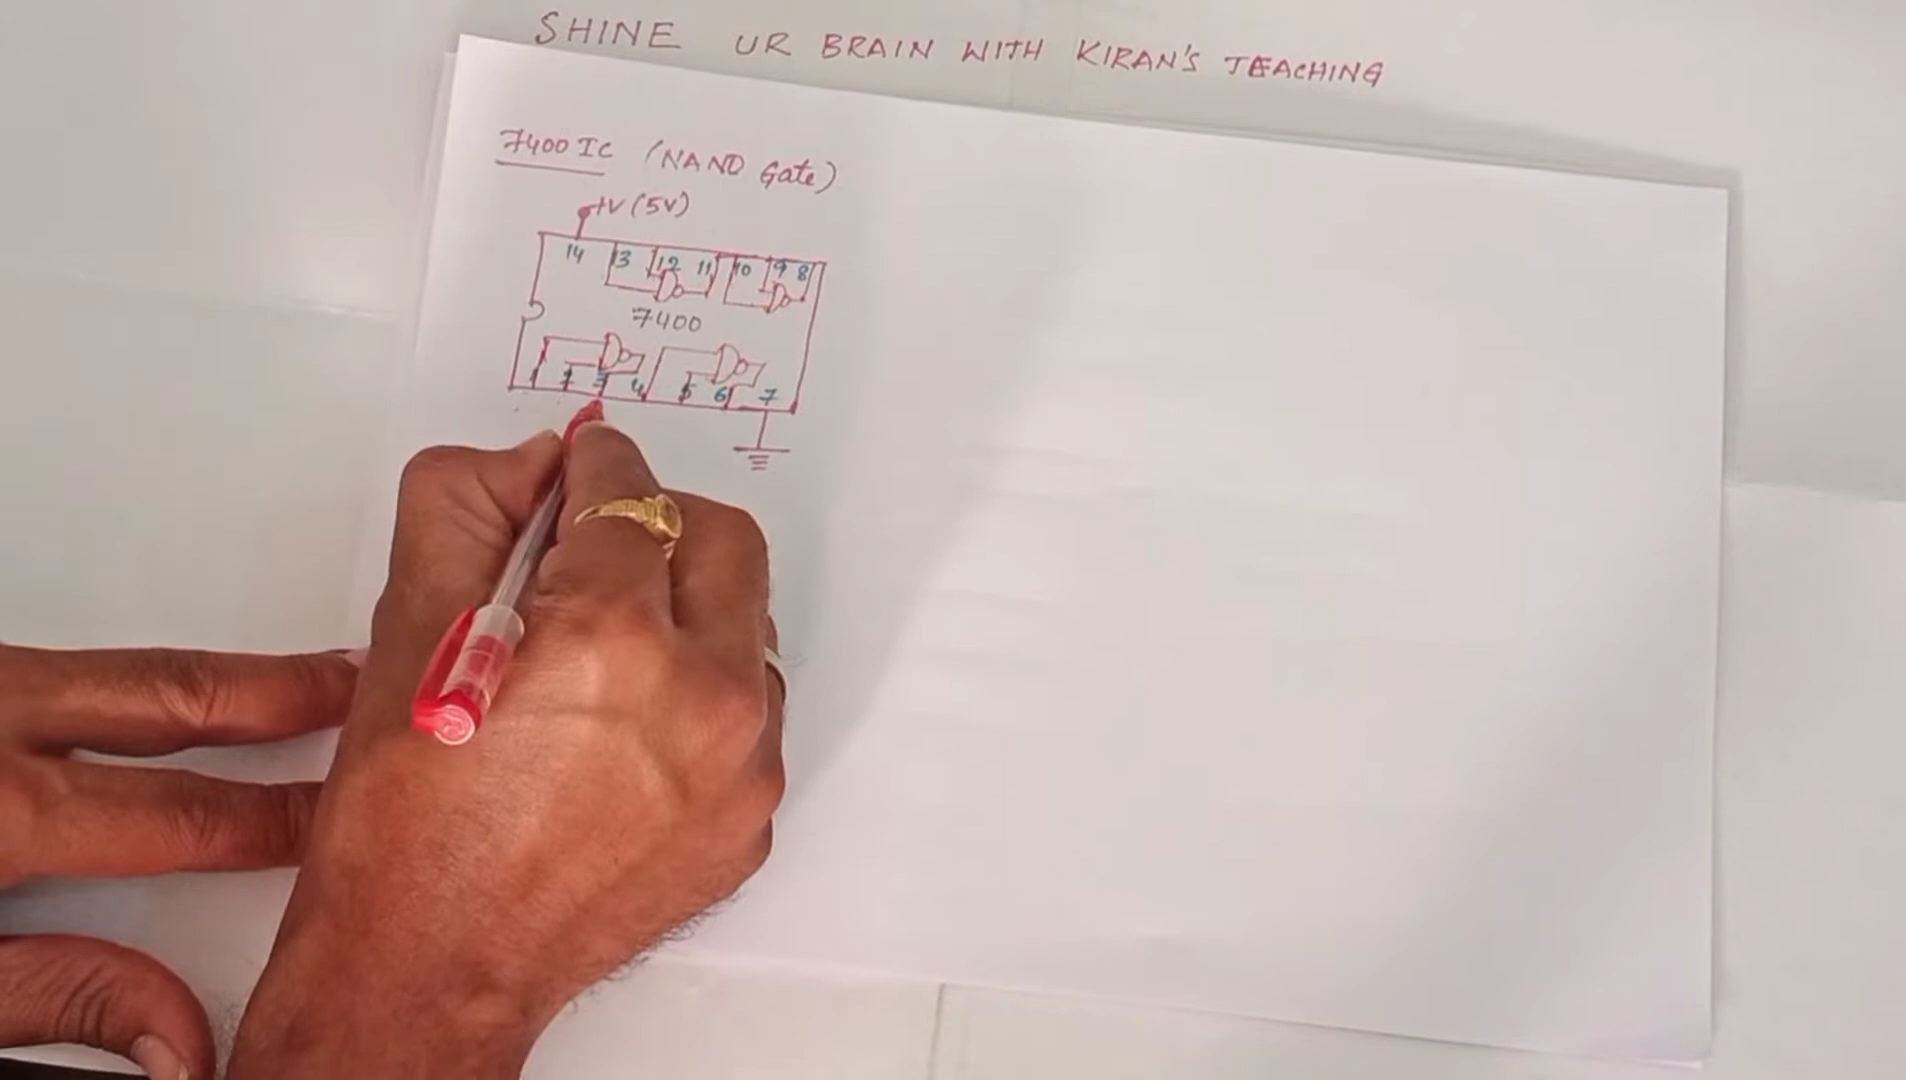 SHINE UR BRAIN WITH KIRAN'S TEACHING
7400 IC (NAND Gate)
+V (5V)
14 13 12 11 10 9 8
7400
1 2 3 4 5 6 7